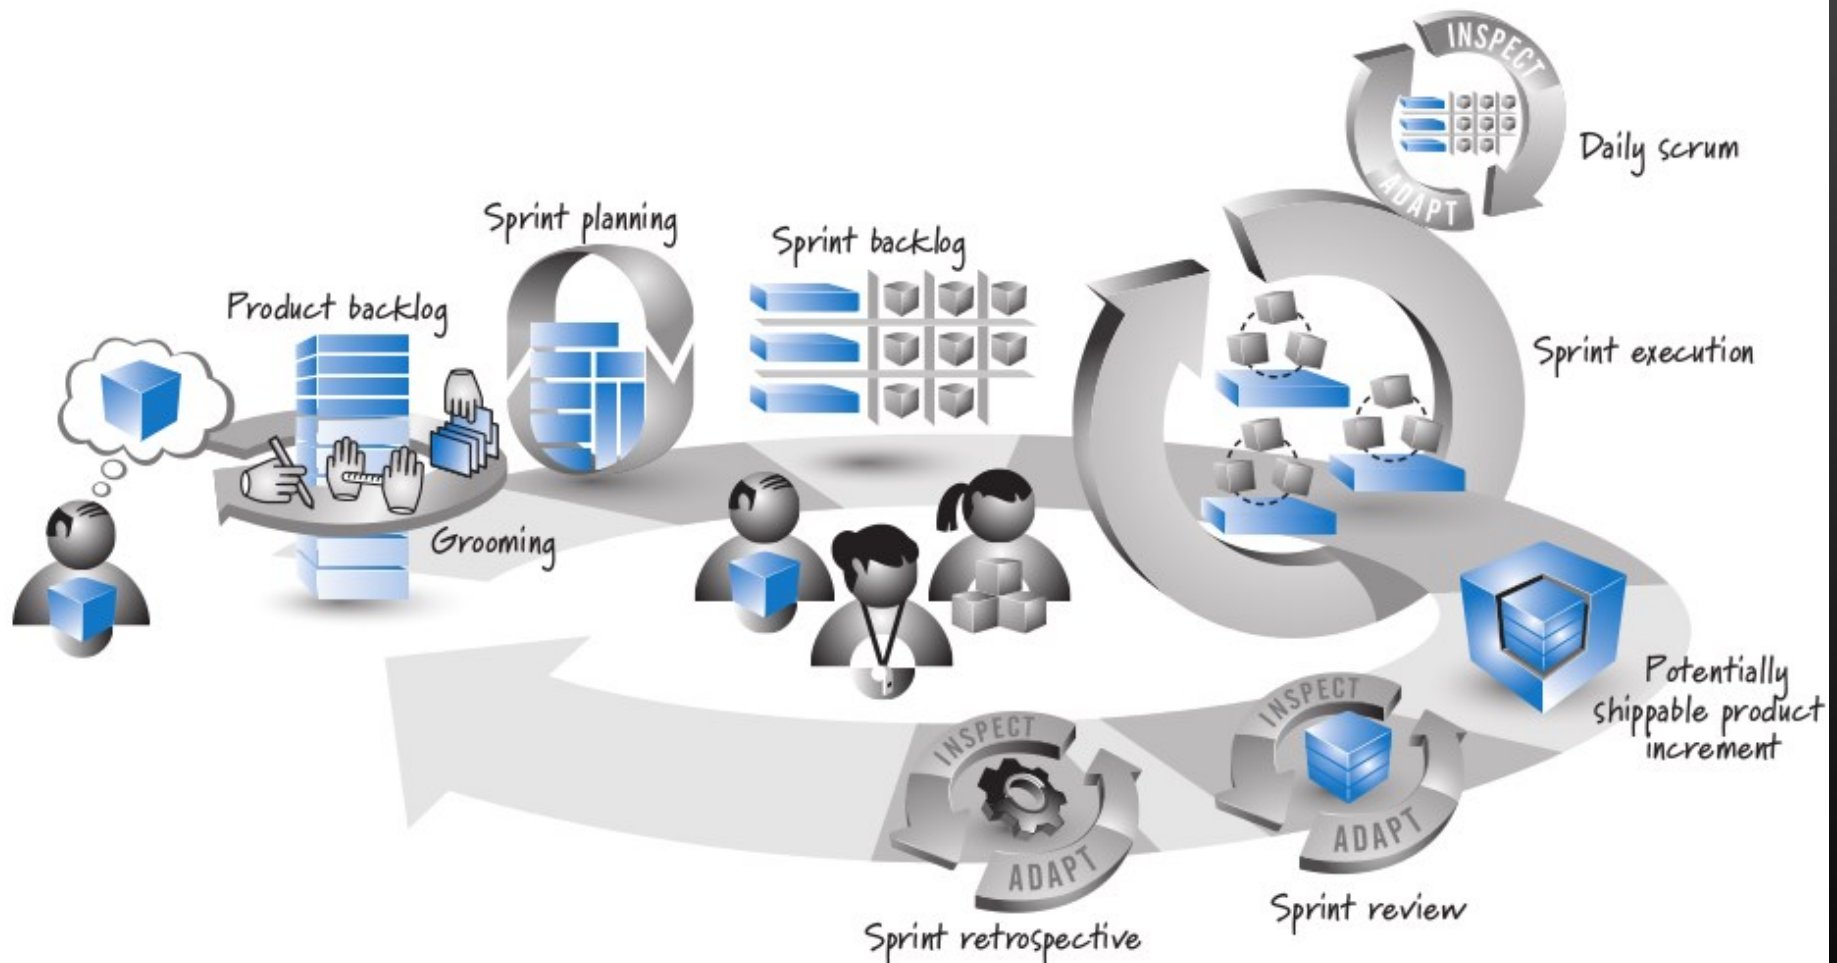 INSPECT
ADAPT
Daily scrum
Sprint planning
Sprint backlog
Product backlog
Sprint execution
Grooming
Potentially
shippable product
increment
INSPECT
ADAPT
Sprint review
INSPECT
ADAPT
Sprint retrospective